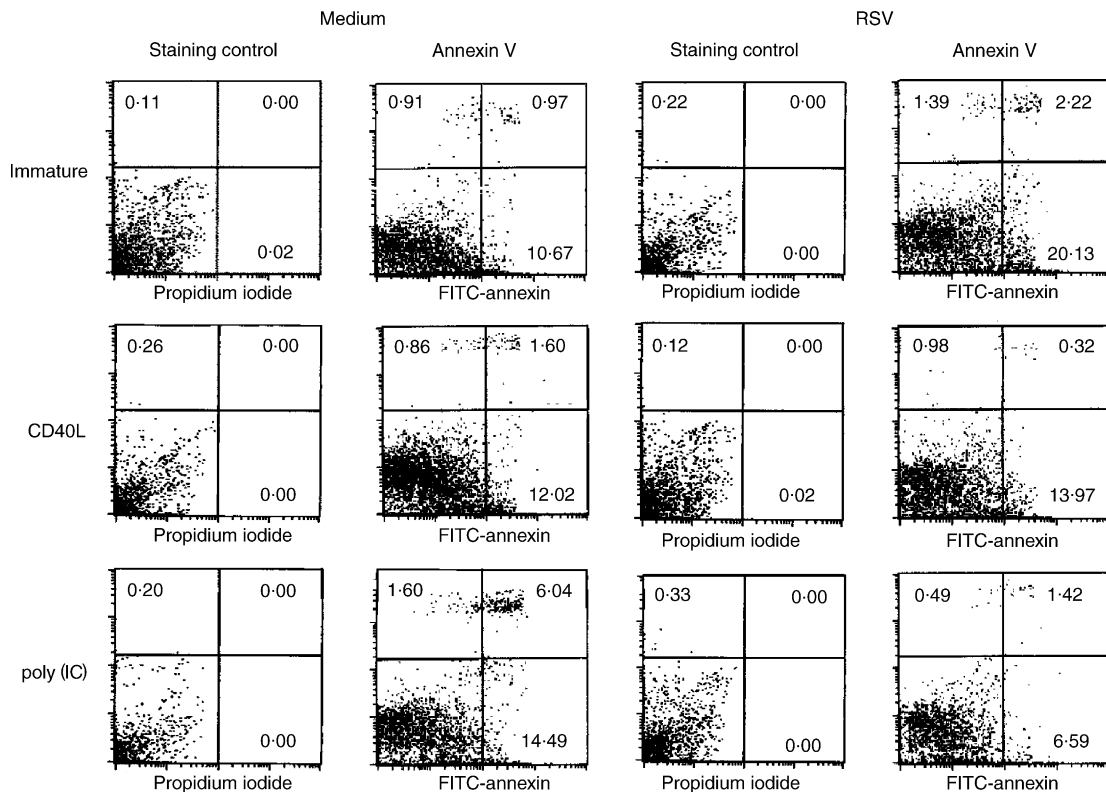 Medium RSV
Staining control Annexin V Staining control Annexin V
Immature
0·11 0·00 0·91 0·97 0·22 0·00 1·39 2·22
0·02 10·67 0·00 20·13
Propidium iodide FITC-annexin Propidium iodide FITC-annexin
CD40L
0·26 0·00 0·86 1·60 0·12 0·00 0·98 0·32
0·00 12·02 0·02 13·97
Propidium iodide FITC-annexin Propidium iodide FITC-annexin
poly (IC)
0·20 0·00 1·60 6·04 0·33 0·00 0·49 1·42
0·00 14·49 0·00 6·59
Propidium iodide FITC-annexin Propidium iodide FITC-annexin